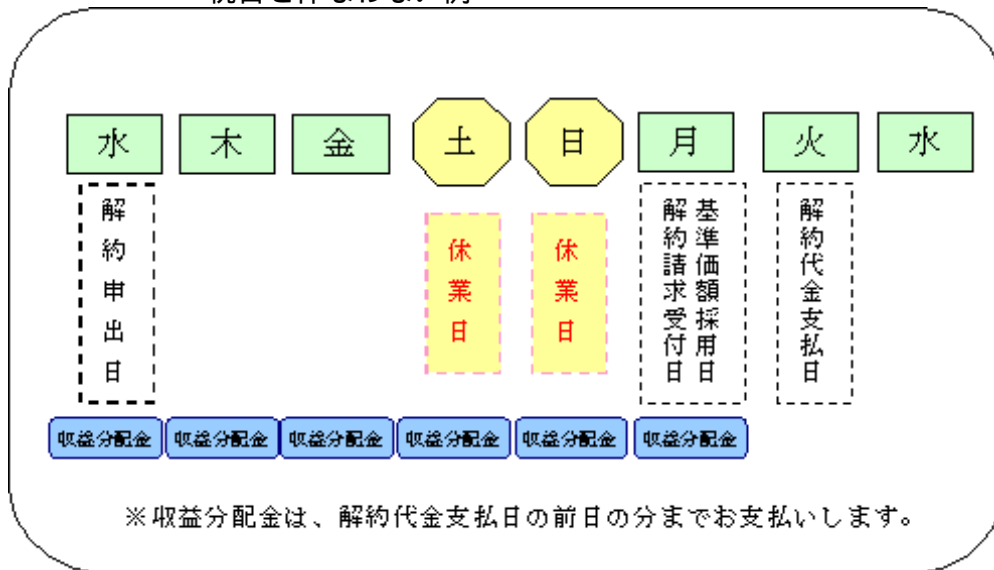 水 木 金 土 日 月 火 水
解約申出日
休業日
休業日
基準価額採用日
解約請求受付日
解約代金支払日
収益分配金 収益分配金 収益分配金 収益分配金 収益分配金 収益分配金
※収益分配金は、解約代金支払日の前日の分までお支払いします。